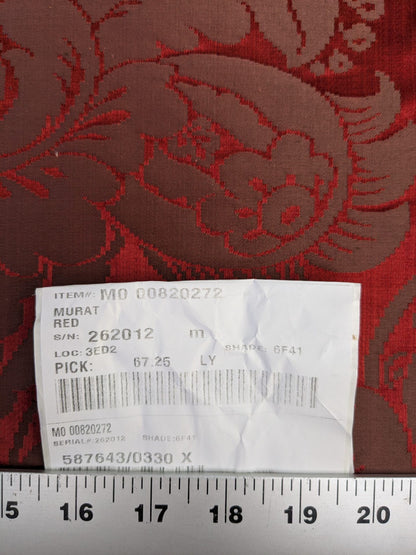 ITEM#: M0 00820272
MURAT
RED
S/N: 262012 m
LOC: 3ED2 SHADE: 6F41
PICK: 67.25 LY
M0 00820272
SERIAL#:262012 SHADE:6F41
587643/0330 X
15 16 17 18 19 20